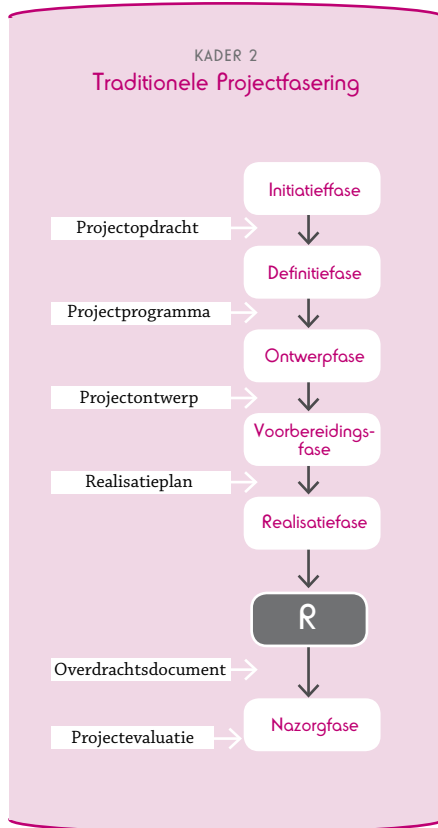 KADER 2
Traditionele Projectfasering
Initiatieffase
Projectopdracht
Definitiefase
Projectprogramma
Ontwerpfase
Projectontwerp
Voorbereidings-
fase
Realisatieplan
Realisatiefase
R
Overdrachtsdocument
Nazorgfase
Projectevaluatie